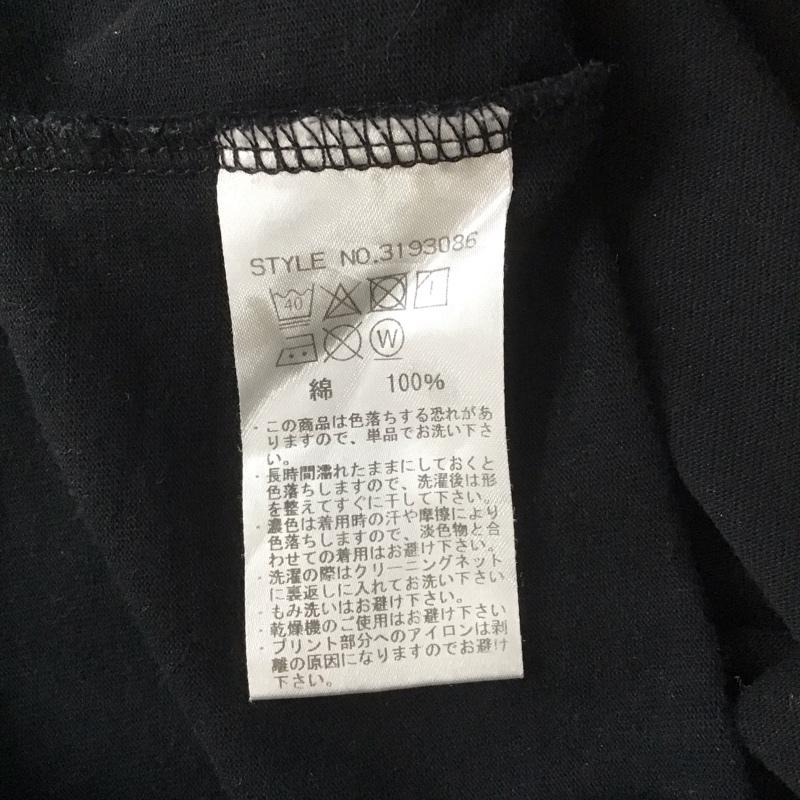 STYLE NO.3193086
40
W
綿 100%
・この商品は色落ちする恐れがあ
りますので、単品でお洗い下さ
い。
・長時間濡れたままにしておくと
色落ちしますので、洗濯後は形
を整えてすぐに干して下さい。
・濃色は着用時の汗や摩擦により
色落ちしますので、淡色物と合
わせての着用はお避け下さい。
・洗濯の際はクリーニングネット
に裏返しに入れてお洗い下さい
・もみ洗いはお避け下さい。
・乾燥機のご使用はお避け下さい
・プリント部分へのアイロンは剥
離の原因になりますのでお避け
下さい。